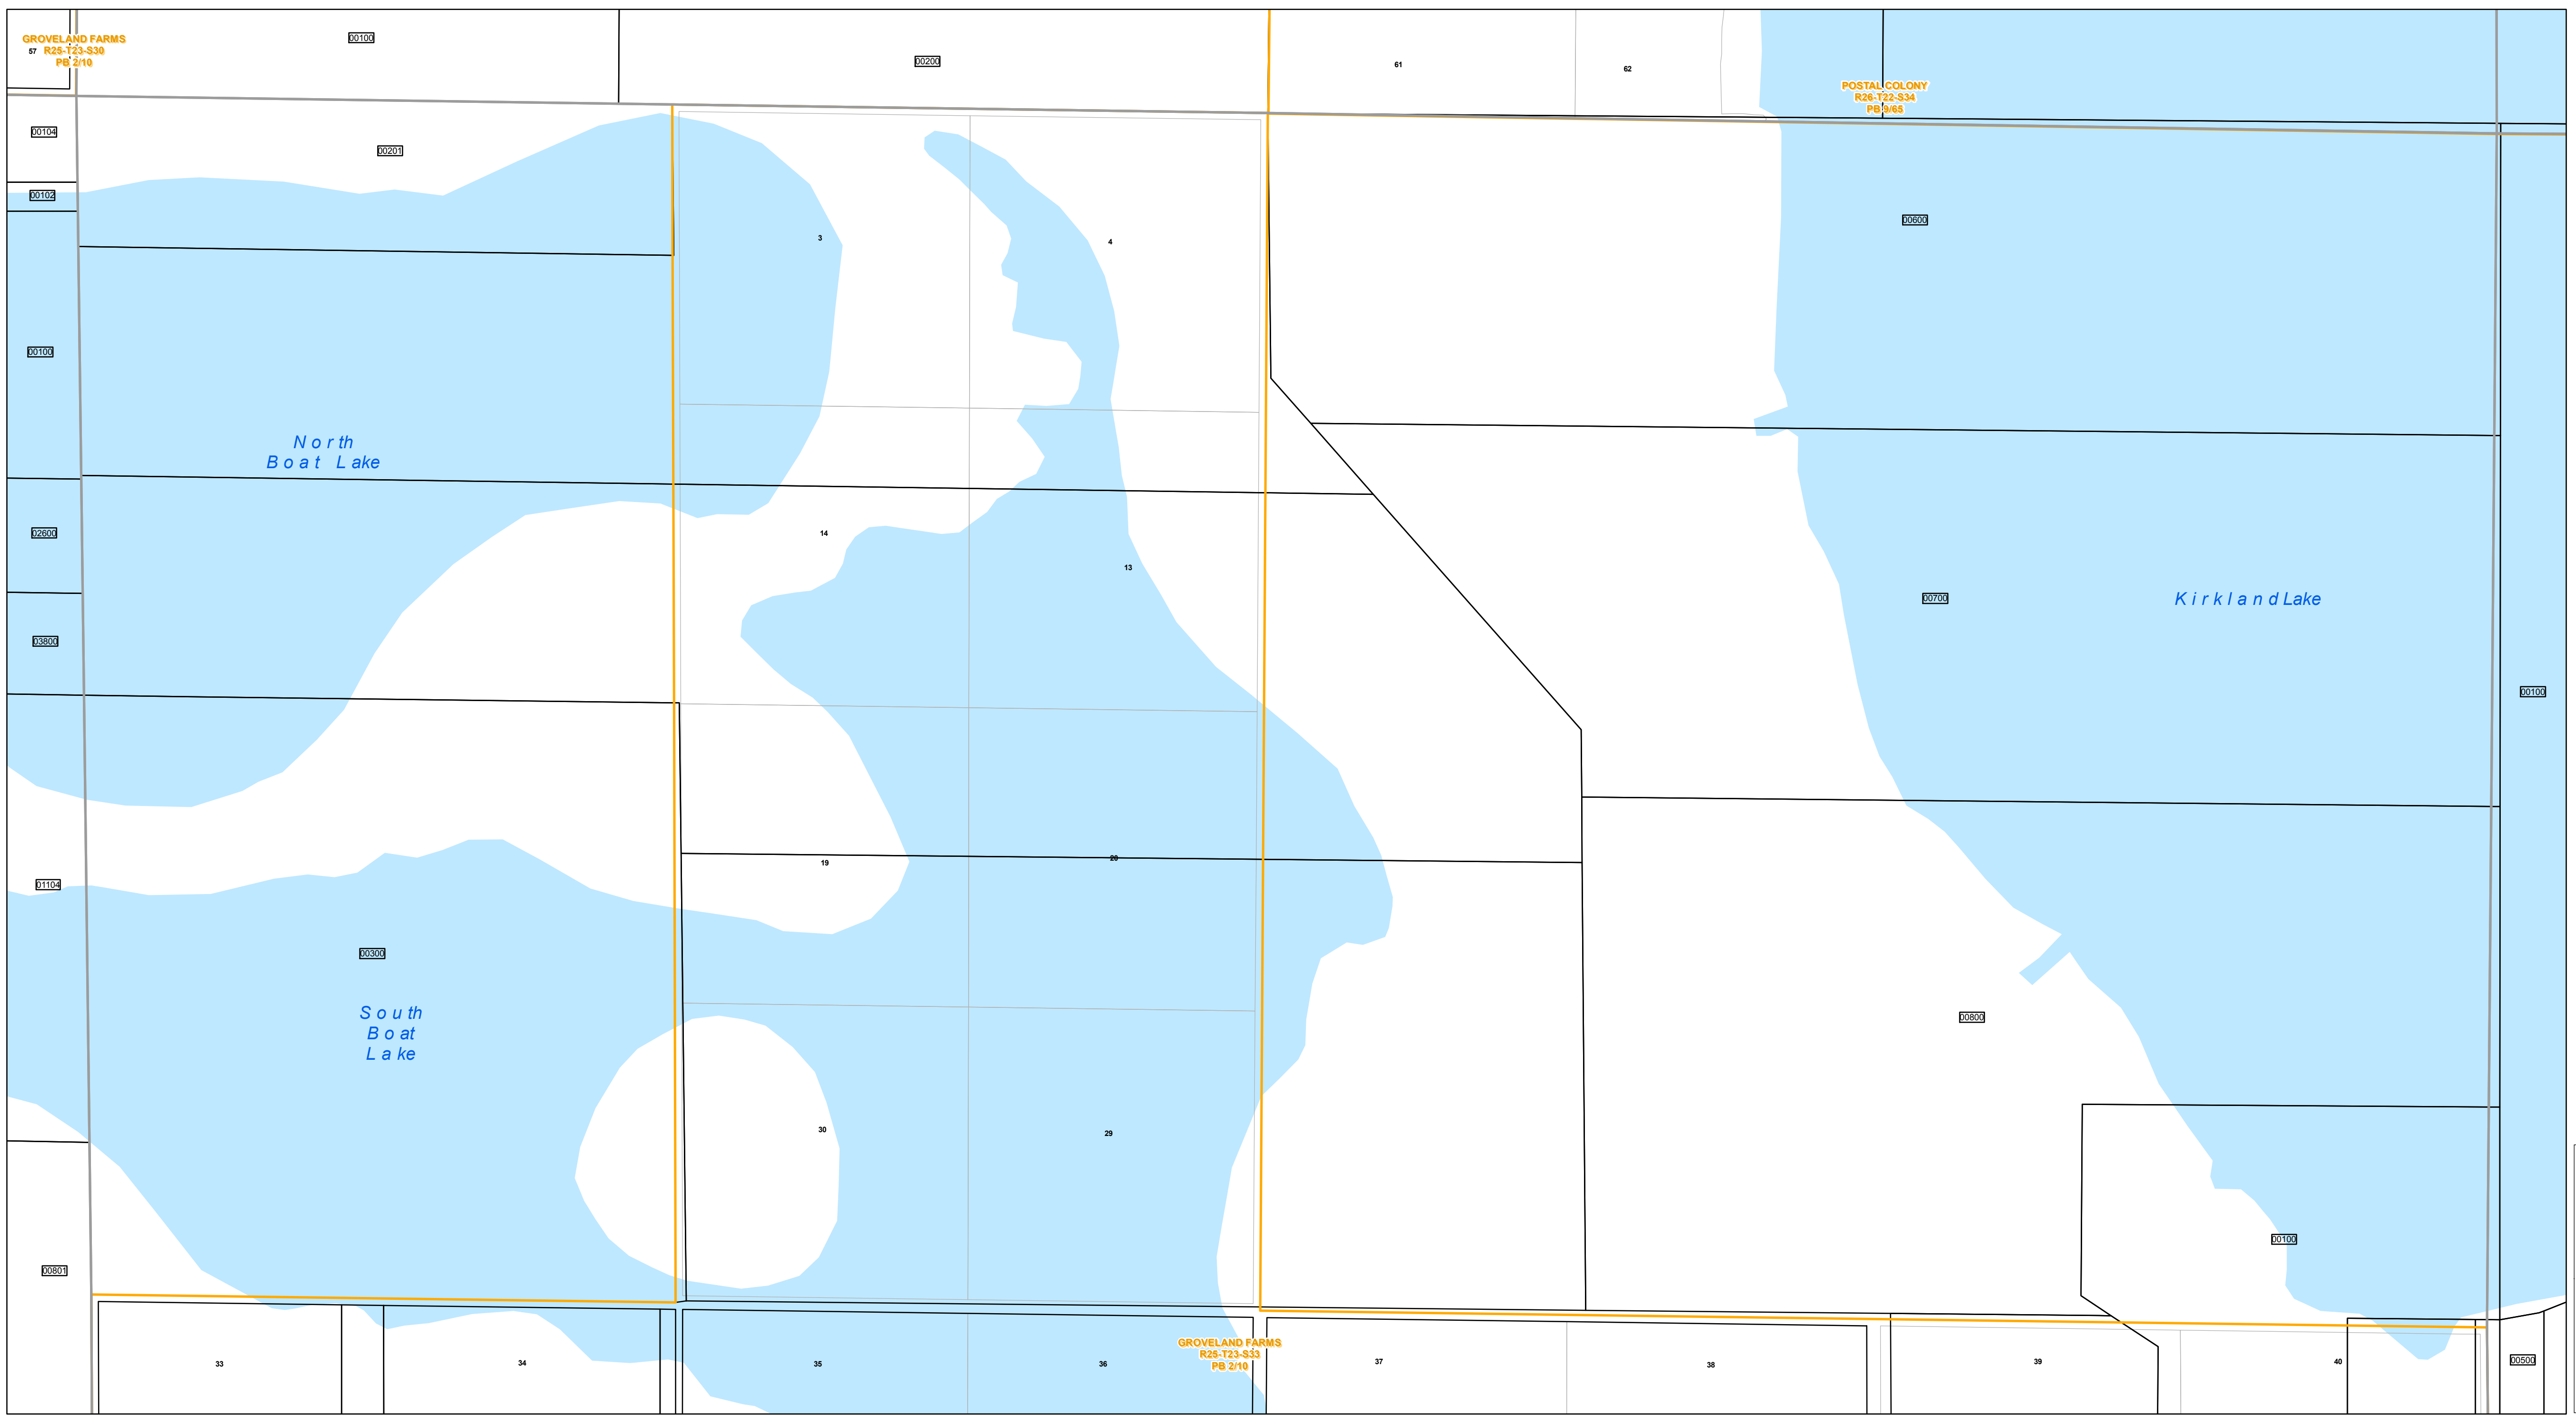 GROVELAND FARMS
R25-T23-S30
PB 2/10
57
00100
00200
61
62
POSTAL COLONY
R26-T22-S34
PB 9/65
00104
00201
00102
3
4
00600
00100
North
Boat Lake
02600
14
13
00700
Kirkland Lake
03800
00100
19
20
01104
00300
South
Boat
Lake
00800
30
29
00801
00100
GROVELAND FARMS
R25-T23-S33
PB 2/10
33
34
35
36
37
38
39
40
00500